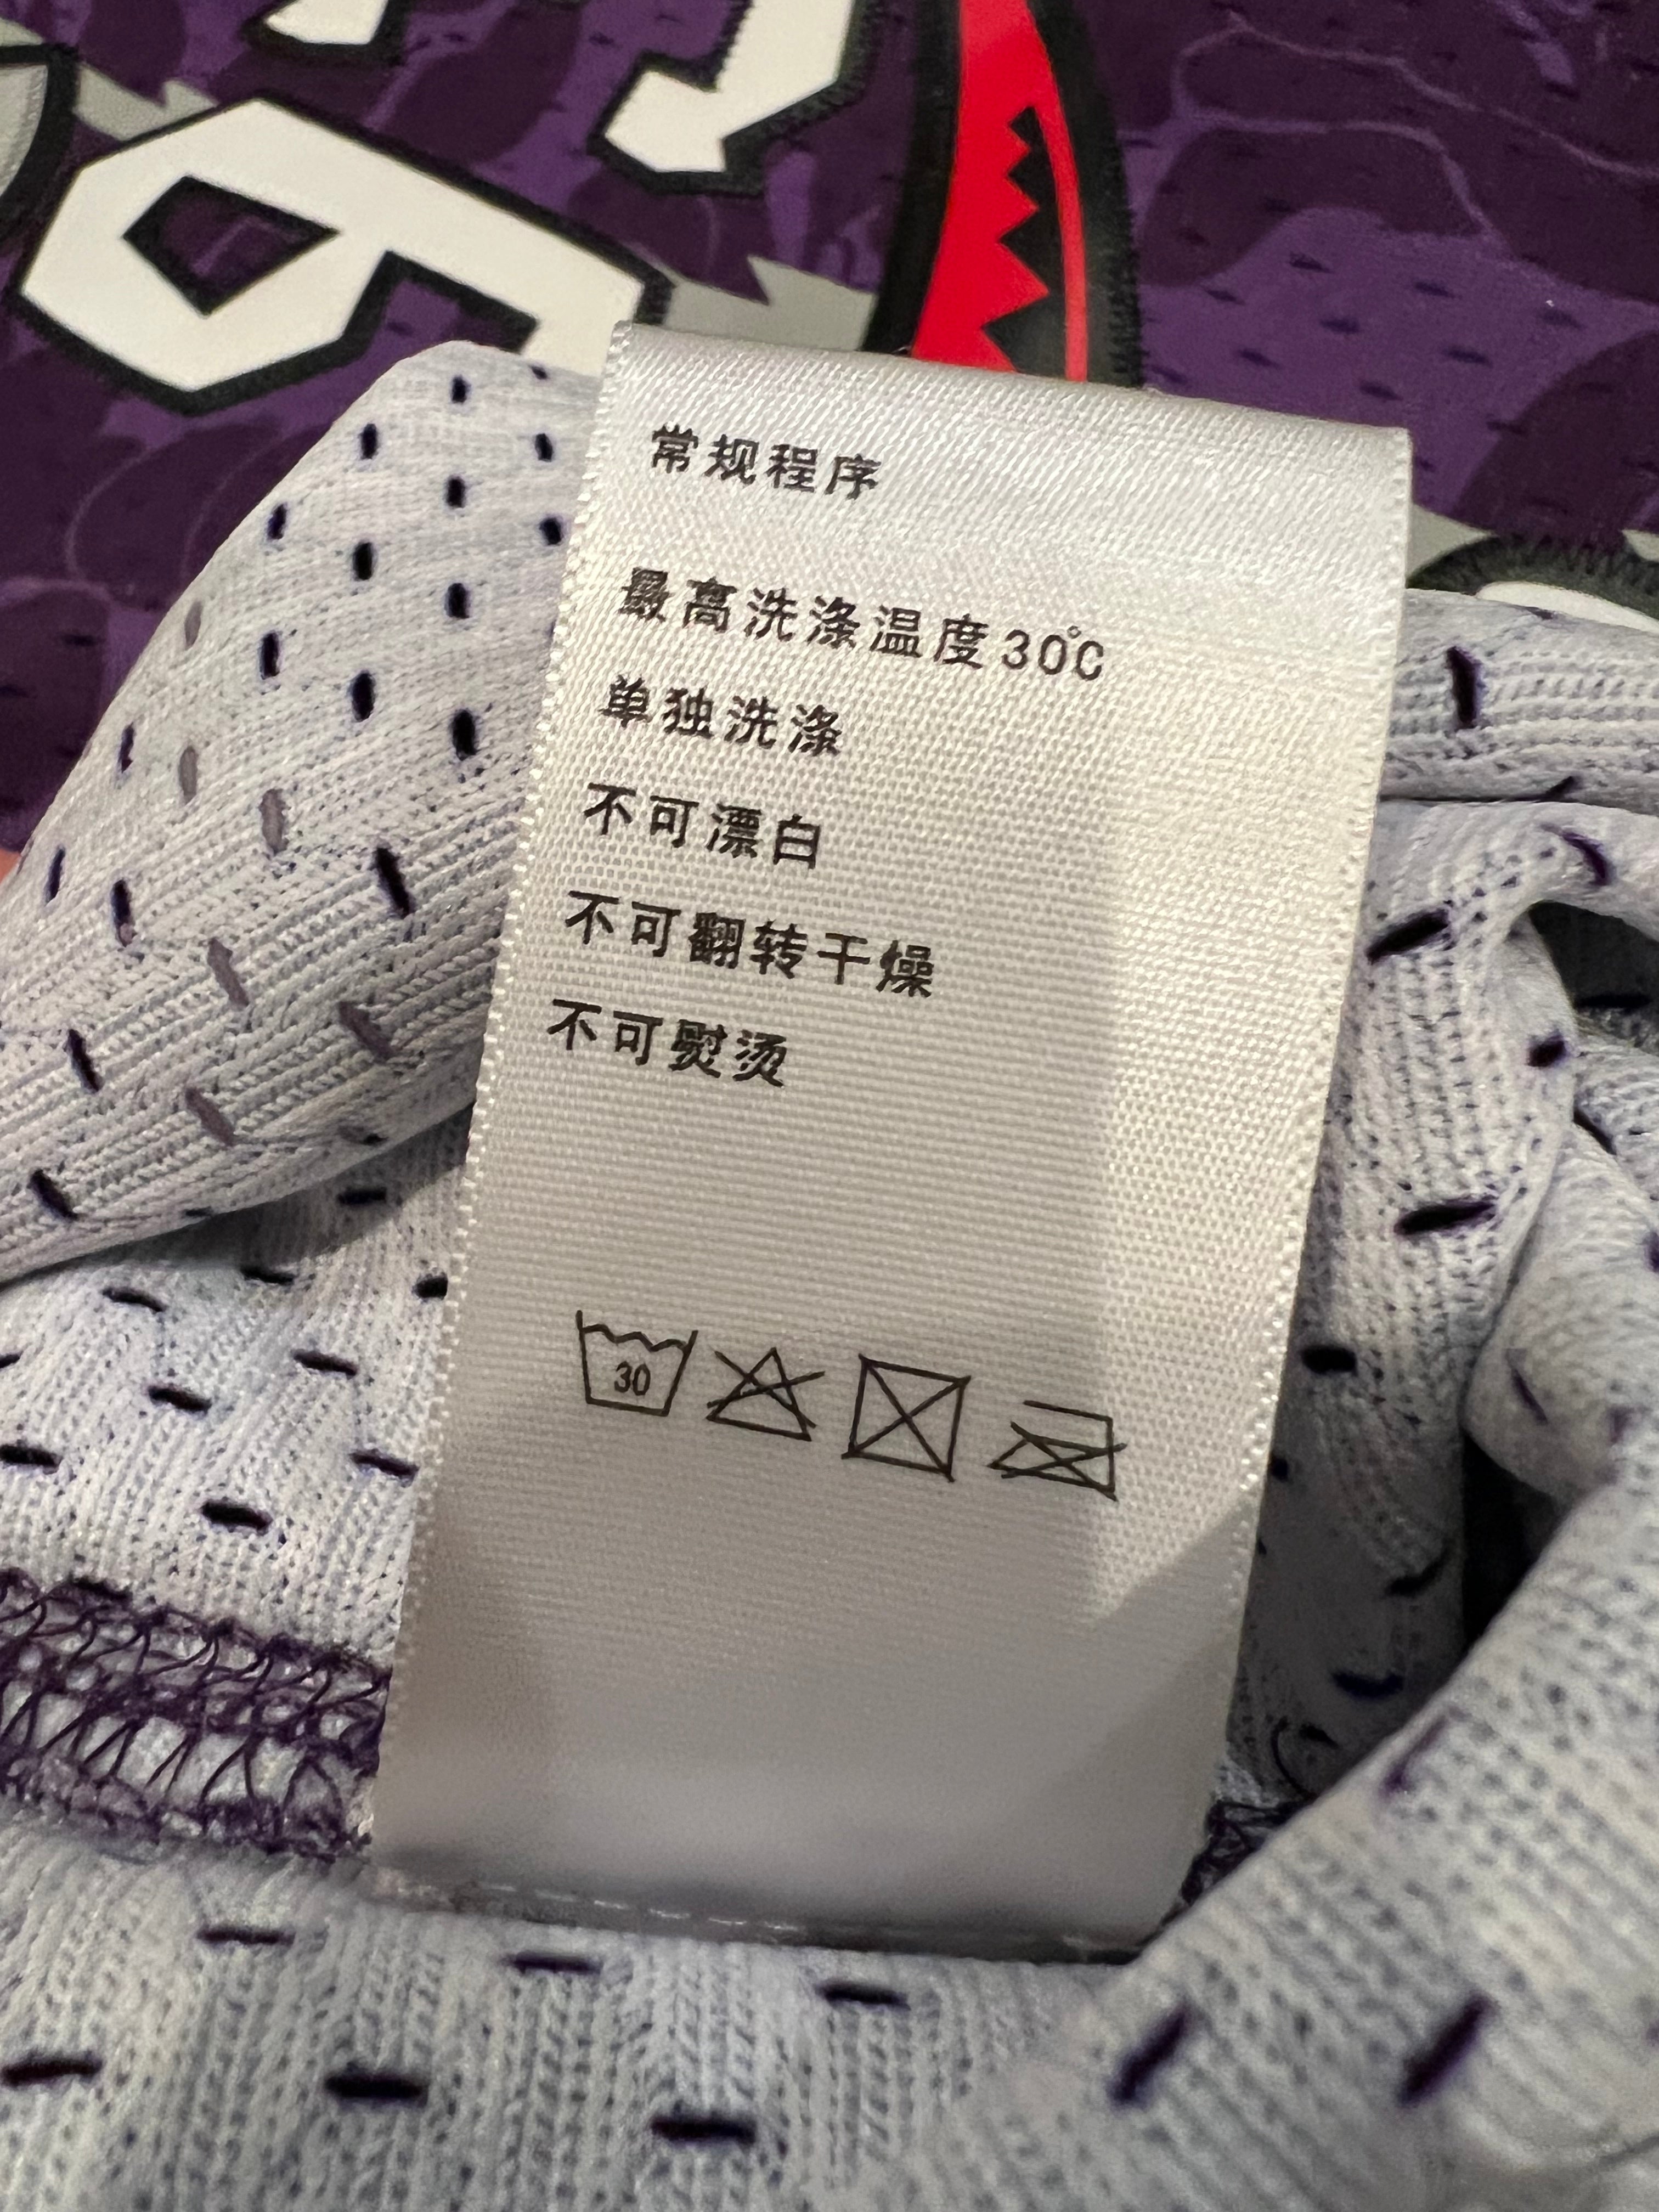 常规程序
最高洗涤温度30℃
单独洗涤
不可漂白
不可翻转干燥
不可熨烫
30